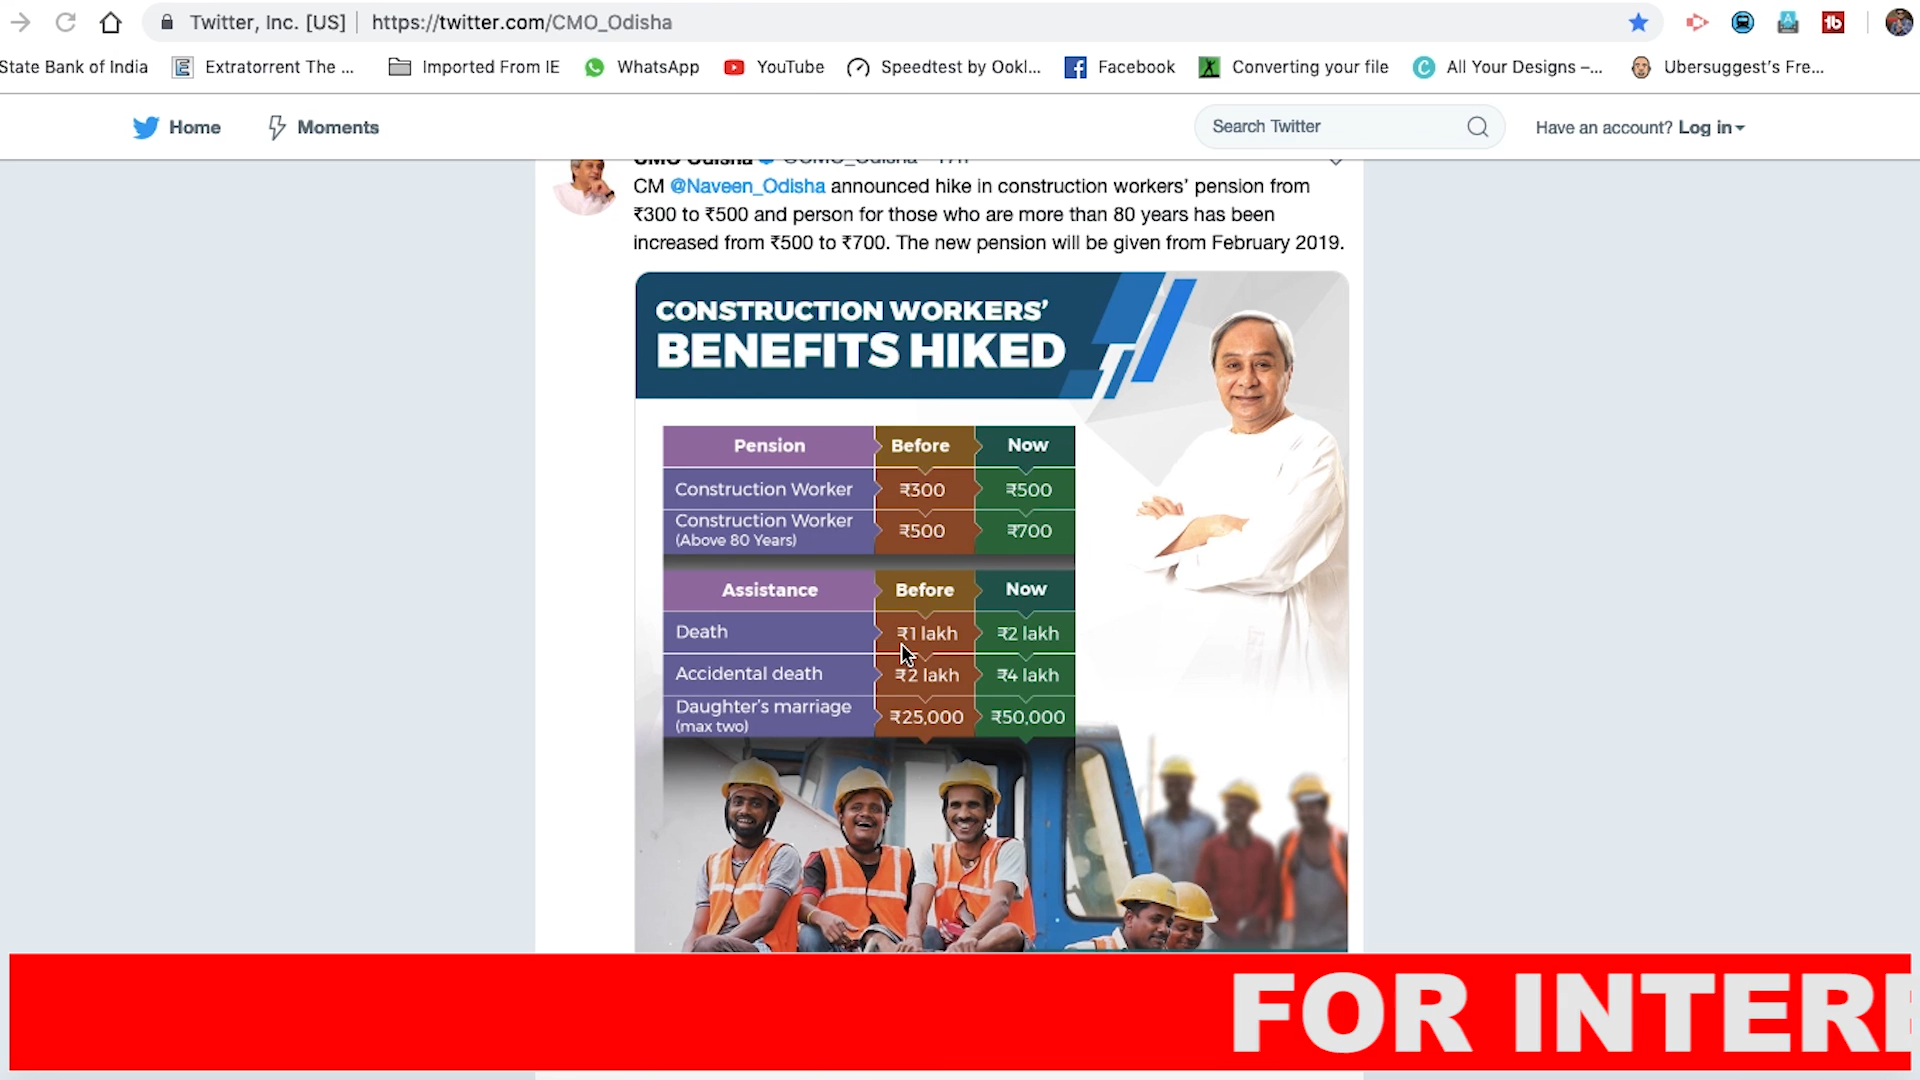 Twitter, Inc. [US] https://twitter.com/CMO_Odisha
State Bank of India Extratorrent The ... Imported From IE WhatsApp YouTube Speedtest by Ookl... Facebook Converting your file All Your Designs –... Ubersuggest's Fre...
Home Moments Search Twitter Have an account? Log in
CMO Odisha @CMO_Odisha 17h
CM @Naveen_Odisha announced hike in construction workers' pension from
₹300 to ₹500 and person for those who are more than 80 years has been
increased from ₹500 to ₹700. The new pension will be given from February 2019.
CONSTRUCTION WORKERS'
BENEFITS HIKED
Pension Before Now
Construction Worker ₹300 ₹500
Construction Worker
(Above 80 Years) ₹500 ₹700
Assistance Before Now
Death ₹1 lakh ₹2 lakh
Accidental death ₹2 lakh ₹4 lakh
Daughter's marriage
(max two) ₹25,000 ₹50,000
FOR INTERE